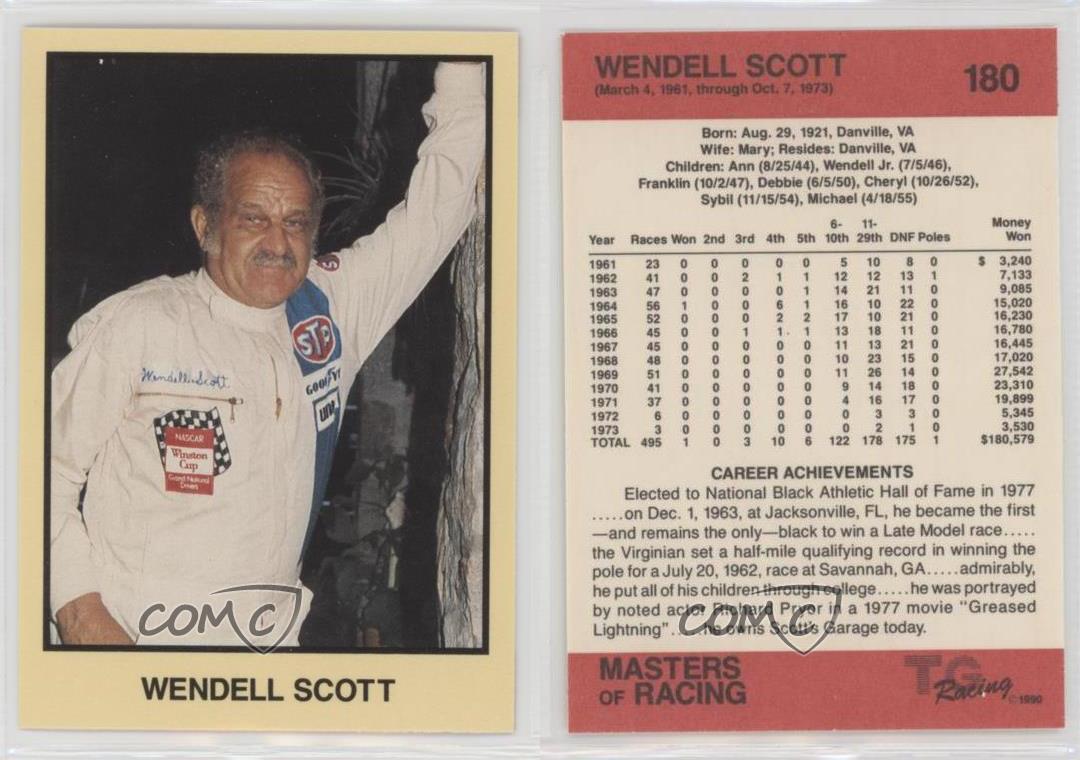 STP
GOODYEAR
Wendell Scott
NASCAR
Winston
Cup
Grand National
Drivers
WENDELL SCOTT
COMC
WENDELL SCOTT
180
(March 4, 1961, through Oct. 7, 1973)
Born: Aug. 29, 1921, Danville, VA
Wife: Mary; Resides: Danville, VA
Children: Ann (8/25/44), Wendell Jr. (7/5/46),
Franklin (10/2/47), Debbie (6/5/50), Cheryl (10/26/52),
Sybil (11/15/54), Michael (4/18/55)
6- 11- Money
Year Races Won 2nd 3rd 4th 5th 10th 29th DNF Poles Won
1961 23 0 0 0 0 0 5 10 8 0 $ 3,240
1962 41 0 0 2 1 1 12 12 13 1 7,133
1963 47 0 0 0 0 1 14 21 11 0 9,085
1964 56 1 0 0 6 1 16 10 22 0 15,020
1965 52 0 0 0 2 2 17 10 21 0 16,230
1966 45 0 0 1 1 1 13 18 11 0 16,780
1967 45 0 0 0 0 0 11 13 21 0 16,445
1968 48 0 0 0 0 0 10 23 15 0 17,020
1969 51 0 0 0 0 0 11 26 14 0 27,542
1970 41 0 0 0 0 0 9 14 18 0 23,310
1971 37 0 0 0 0 0 4 16 17 0 19,899
1972 6 0 0 0 0 0 0 3 3 0 5,345
1973 3 0 0 0 0 0 0 2 1 0 3,530
TOTAL 495 1 0 3 10 6 122 178 175 1 $180,579
CAREER ACHIEVEMENTS
Elected to National Black Athletic Hall of Fame in 1977
.....on Dec. 1, 1963, at Jacksonville, FL, he became the first
—and remains the only—black to win a Late Model race.....
the Virginian set a half-mile qualifying record in winning the
pole for a July 20, 1962, race at Savannah, GA.....admirably,
he put all of his children through college.....he was portrayed
by noted actor Richard Pryor in a 1977 movie "Greased
Lightning".....he owns Scott's Garage today.
COMC
MASTERS
OF RACING
TG
Racing
©1990